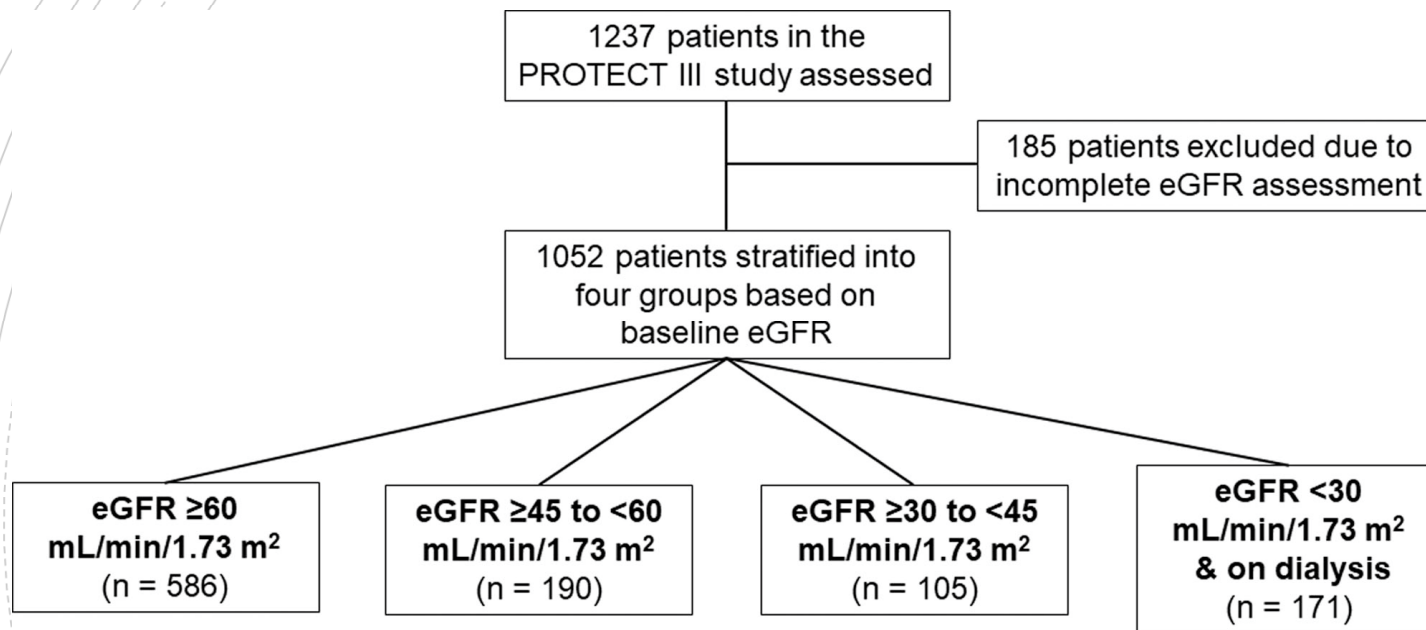 1237 patients in the
PROTECT III study assessed
185 patients excluded due to
incomplete eGFR assessment
1052 patients stratified into
four groups based on
baseline eGFR
eGFR ≥60
mL/min/1.73 m²
(n = 586)
eGFR ≥45 to <60
mL/min/1.73 m²
(n = 190)
eGFR ≥30 to <45
mL/min/1.73 m²
(n = 105)
eGFR <30
mL/min/1.73 m²
& on dialysis
(n = 171)